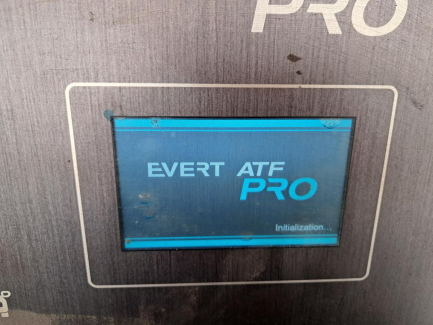 PRO
EVERT ATF
PRO
Initialization...